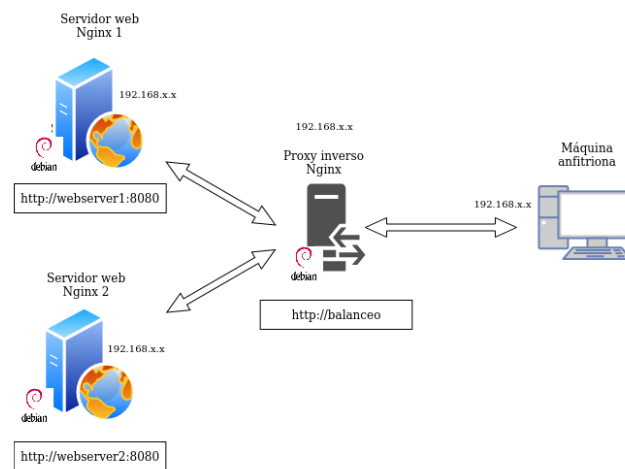 Servidor web
Nginx 1
192.168.x.x
debian
http://webserver1:8080
192.168.x.x
Proxy inverso
Nginx
debian
http://balanceo
Máquina
anfitriona
192.168.x.x
Servidor web
Nginx 2
192.168.x.x
debian
http://webserver2:8080